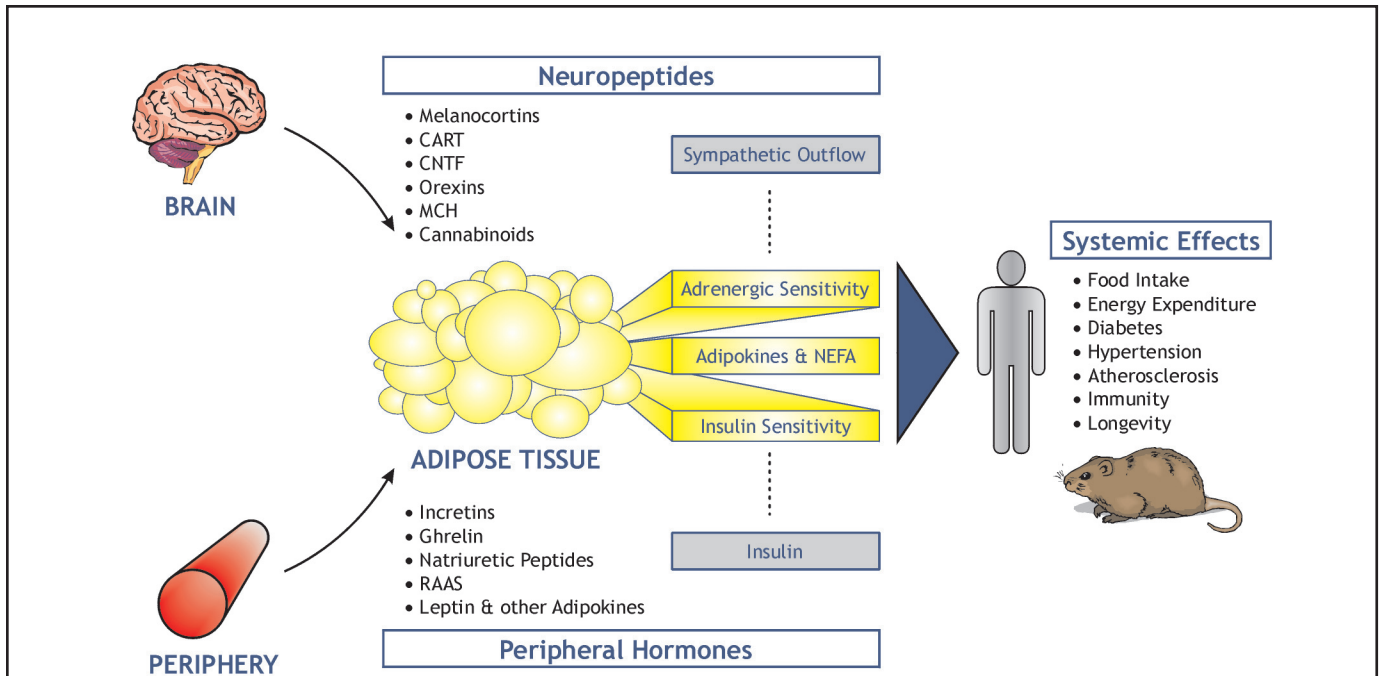 Neuropeptides
• Melanocortins
• CART
• CNTF
• Orexins
• MCH
• Cannabinoids
BRAIN
Sympathetic Outflow
Adrenergic Sensitivity
Adipokines & NEFA
Insulin Sensitivity
Insulin
ADIPOSE TISSUE
• Incretins
• Ghrelin
• Natriuretic Peptides
• RAAS
• Leptin & other Adipokines
Peripheral Hormones
PERIPHERY
Systemic Effects
• Food Intake
• Energy Expenditure
• Diabetes
• Hypertension
• Atherosclerosis
• Immunity
• Longevity